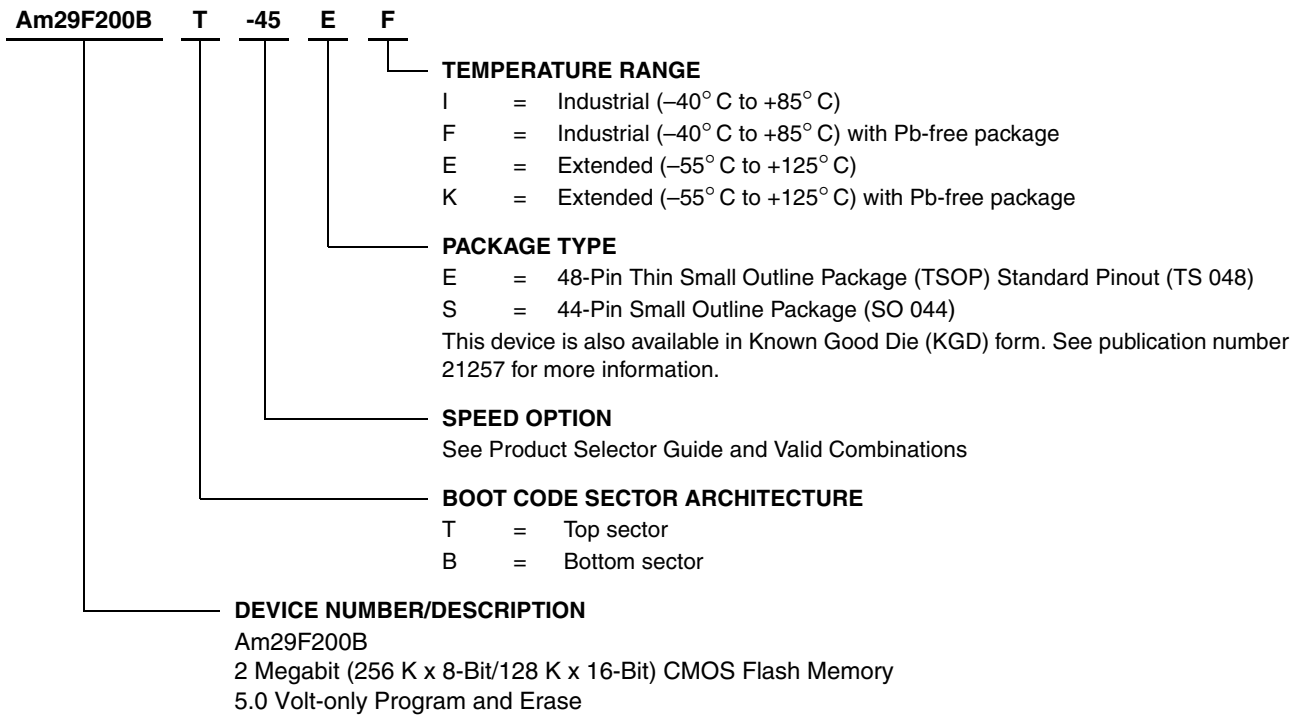 Am29F200B T -45 E F
TEMPERATURE RANGE
I = Industrial (–40° C to +85° C)
F = Industrial (–40° C to +85° C) with Pb-free package
E = Extended (–55° C to +125° C)
K = Extended (–55° C to +125° C) with Pb-free package
PACKAGE TYPE
E = 48-Pin Thin Small Outline Package (TSOP) Standard Pinout (TS 048)
S = 44-Pin Small Outline Package (SO 044)
This device is also available in Known Good Die (KGD) form. See publication number
21257 for more information.
SPEED OPTION
See Product Selector Guide and Valid Combinations
BOOT CODE SECTOR ARCHITECTURE
T = Top sector
B = Bottom sector
DEVICE NUMBER/DESCRIPTION
Am29F200B
2 Megabit (256 K x 8-Bit/128 K x 16-Bit) CMOS Flash Memory
5.0 Volt-only Program and Erase